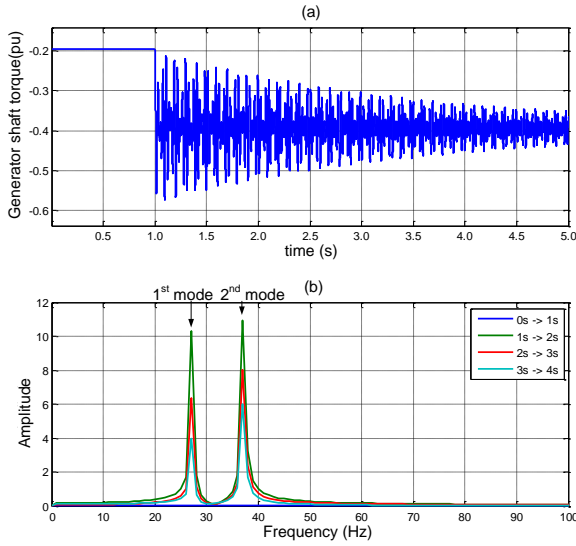 (a)
Generator shaft torque(pu)
-0.2
-0.3
-0.4
-0.5
-0.6
0.5 1.0 1.5 2.0 2.5 3.0 3.5 4.0 4.5 5.0
time (s)
(b)
1st mode 2nd mode
Amplitude
12
10
8
6
4
2
0
0s -> 1s
1s -> 2s
2s -> 3s
3s -> 4s
0 10 20 30 40 50 60 70 80 90 100
Frequency (Hz)